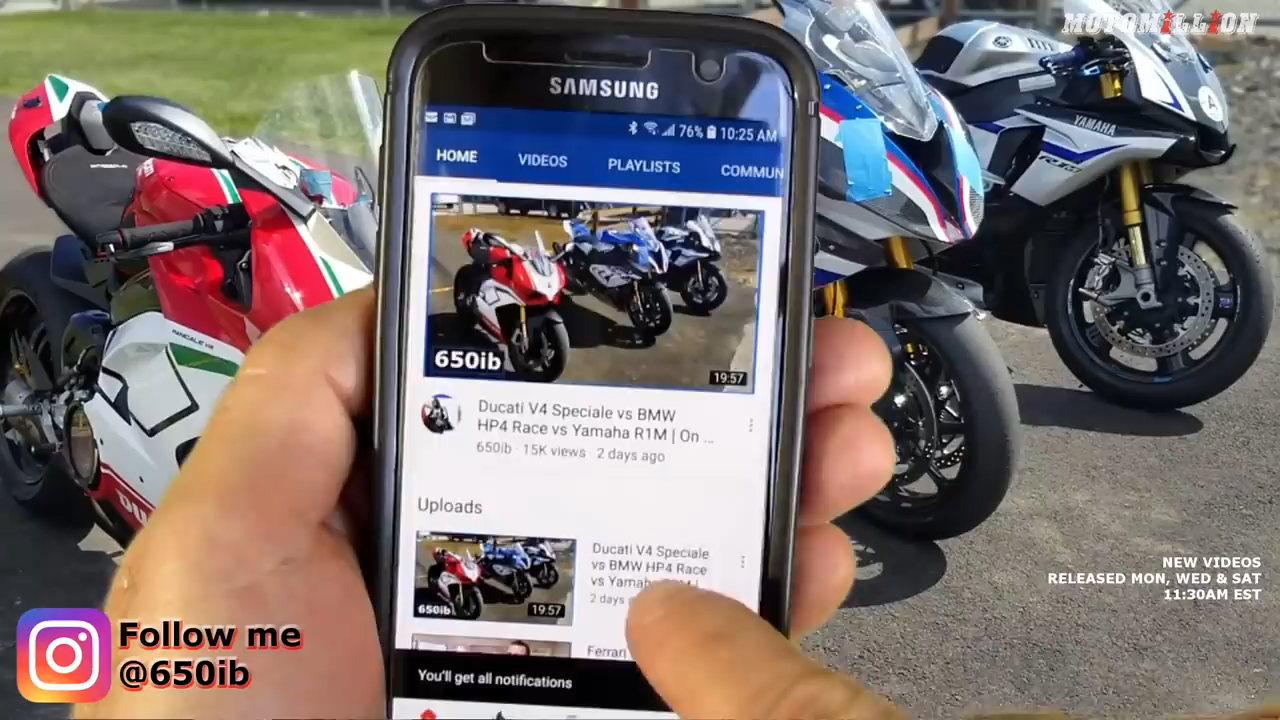 MOTOMILLION
SAMSUNG
76% 10:25 AM
HOME VIDEOS PLAYLISTS COMMUN
YAMAHA
650ib
19:57
Ducati V4 Speciale vs BMW
HP4 Race vs Yamaha R1M | On ...
650ib · 15K views · 2 days ago
Uploads
Ducati V4 Speciale
vs BMW HP4 Race
vs Yamaha R1M |
2 days
650ib
19:57
Ferrari
You'll get all notifications
PANIGALE V4
DU
NEW VIDEOS
RELEASED MON, WED & SAT
11:30AM EST
Follow me
@650ib